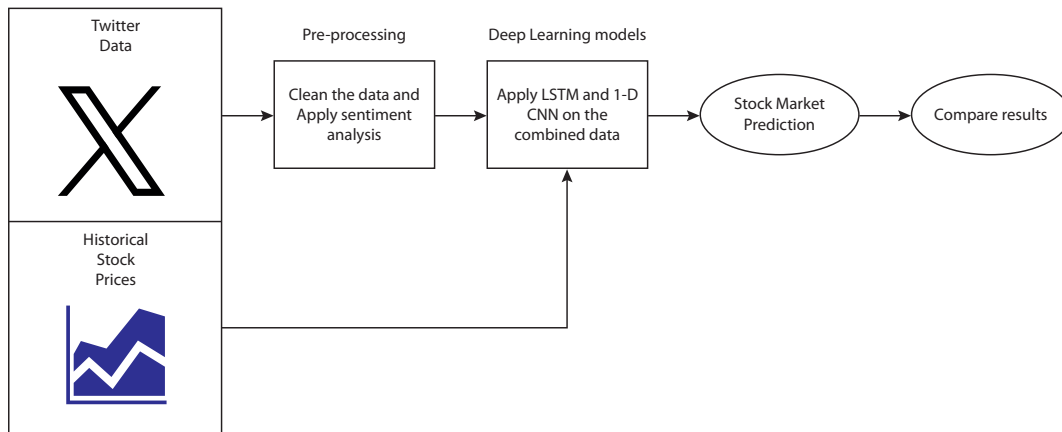 Twitter
Data
Pre-processing
Clean the data and
Apply sentiment
analysis
Deep Learning models
Apply LSTM and 1-D
CNN on the
combined data
Stock Market
Prediction
Compare results
Historical
Stock
Prices